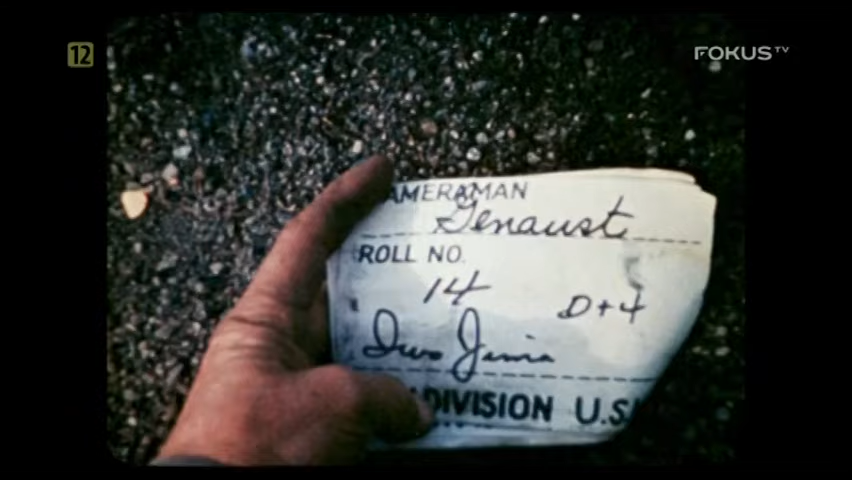 12
FOKUS TV
AMERAMAN
Genaust
ROLL NO.
14
D+4
Iwo Jima
DIVISION U.S